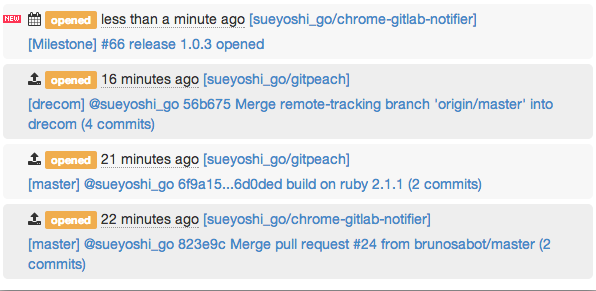 NEW opened less than a minute ago [sueyoshi_go/chrome-gitlab-notifier]
[Milestone] #66 release 1.0.3 opened
opened 16 minutes ago [sueyoshi_go/gitpeach]
[drecom] @sueyoshi_go 56b675 Merge remote-tracking branch 'origin/master' into
drecom (4 commits)
opened 21 minutes ago [sueyoshi_go/gitpeach]
[master] @sueyoshi_go 6f9a15...6d0ded build on ruby 2.1.1 (2 commits)
opened 22 minutes ago [sueyoshi_go/chrome-gitlab-notifier]
[master] @sueyoshi_go 823e9c Merge pull request #24 from brunosabot/master (2
commits)